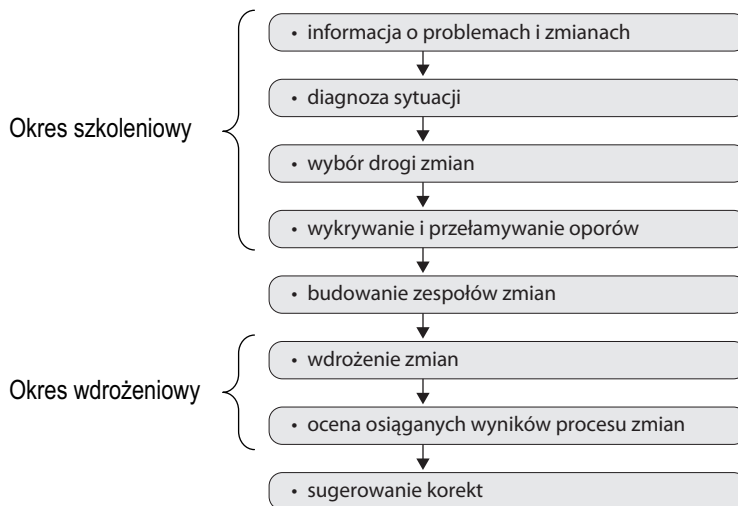 • informacja o problemach i zmianach
• diagnoza sytuacji
Okres szkoleniowy
• wybór drogi zmian
• wykrywanie i przełamywanie oporów
• budowanie zespołów zmian
• wdrożenie zmian
Okres wdrożeniowy
• ocena osiąganych wyników procesu zmian
• sugerowanie korekt